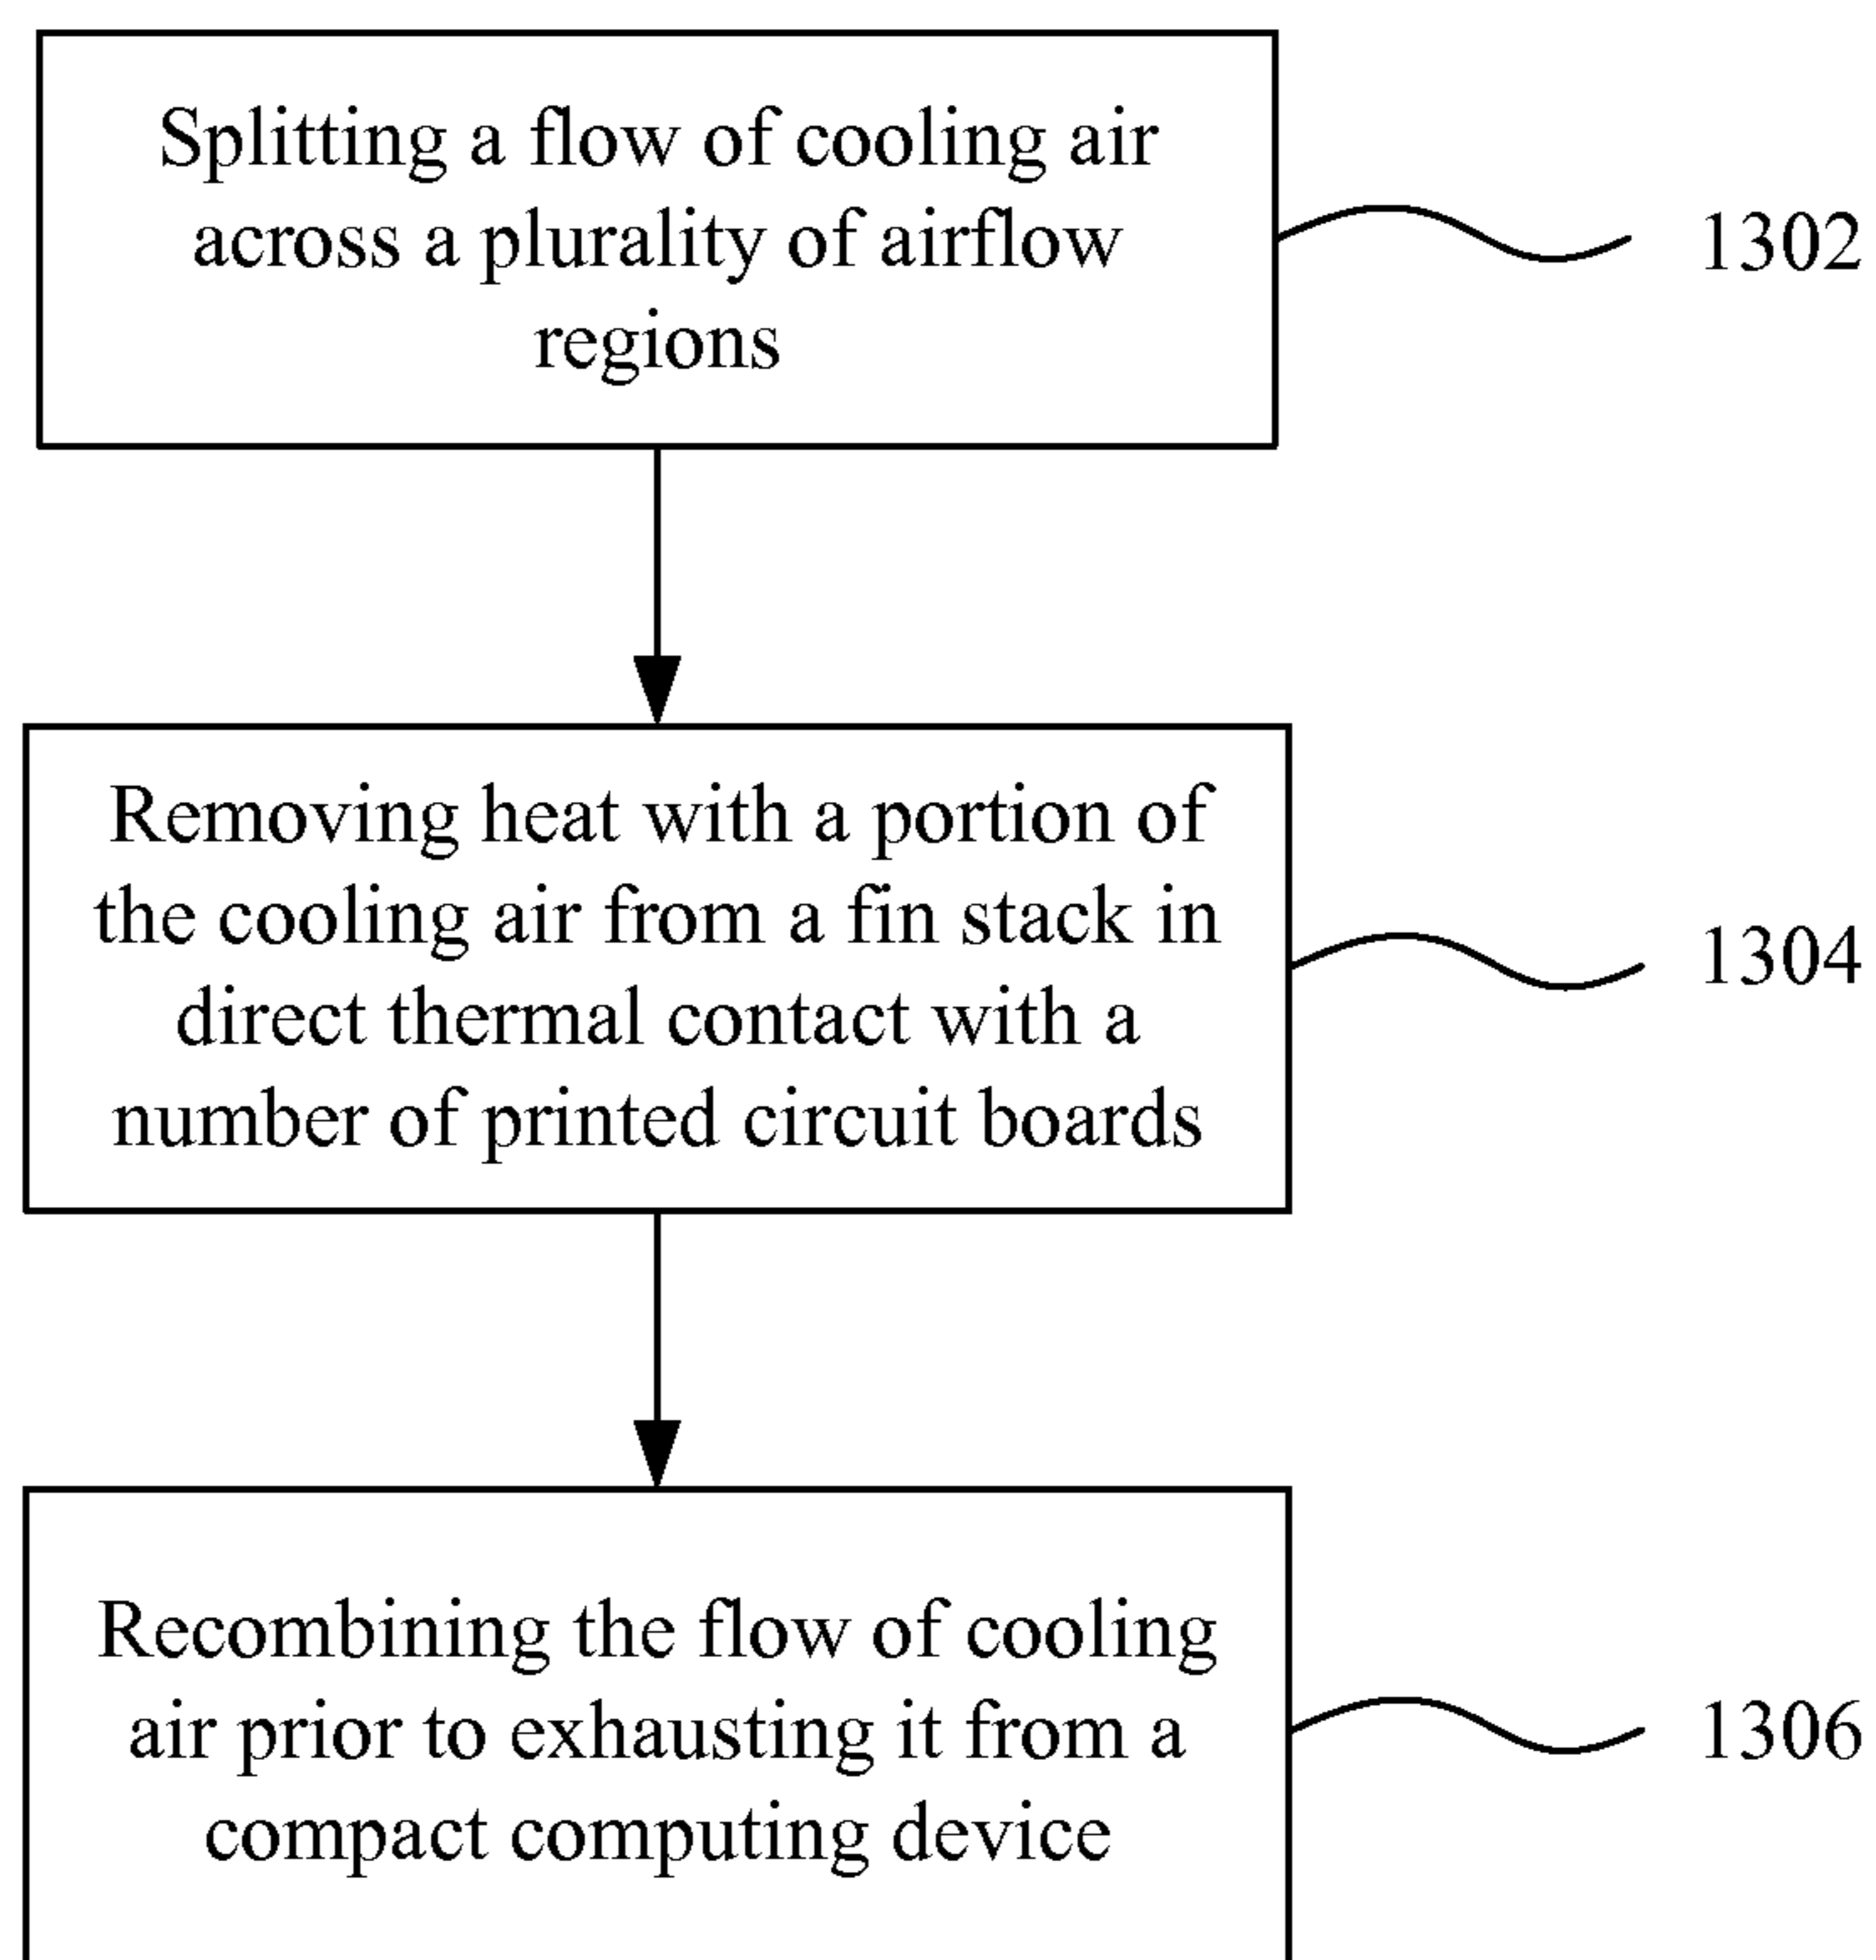 Splitting a flow of cooling air
across a plurality of airflow
regions
1302
Removing heat with a portion of
the cooling air from a fin stack in
direct thermal contact with a
number of printed circuit boards
1304
Recombining the flow of cooling
air prior to exhausting it from a
compact computing device
1306